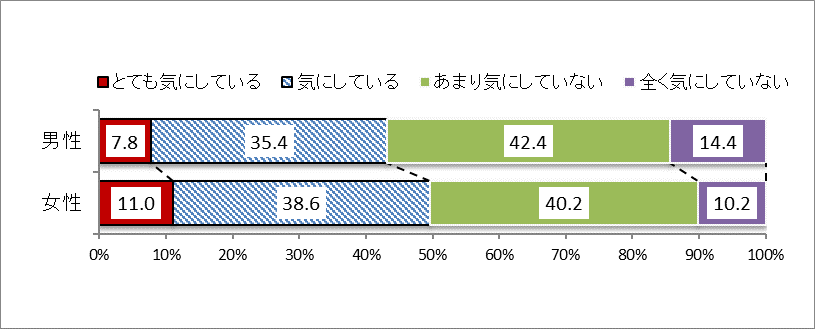 とても気にしている 気にしている あまり気にしていない 全く気にしていない
男性 7.8 35.4 42.4 14.4
女性 11.0 38.6 40.2 10.2
0% 10% 20% 30% 40% 50% 60% 70% 80% 90% 100%